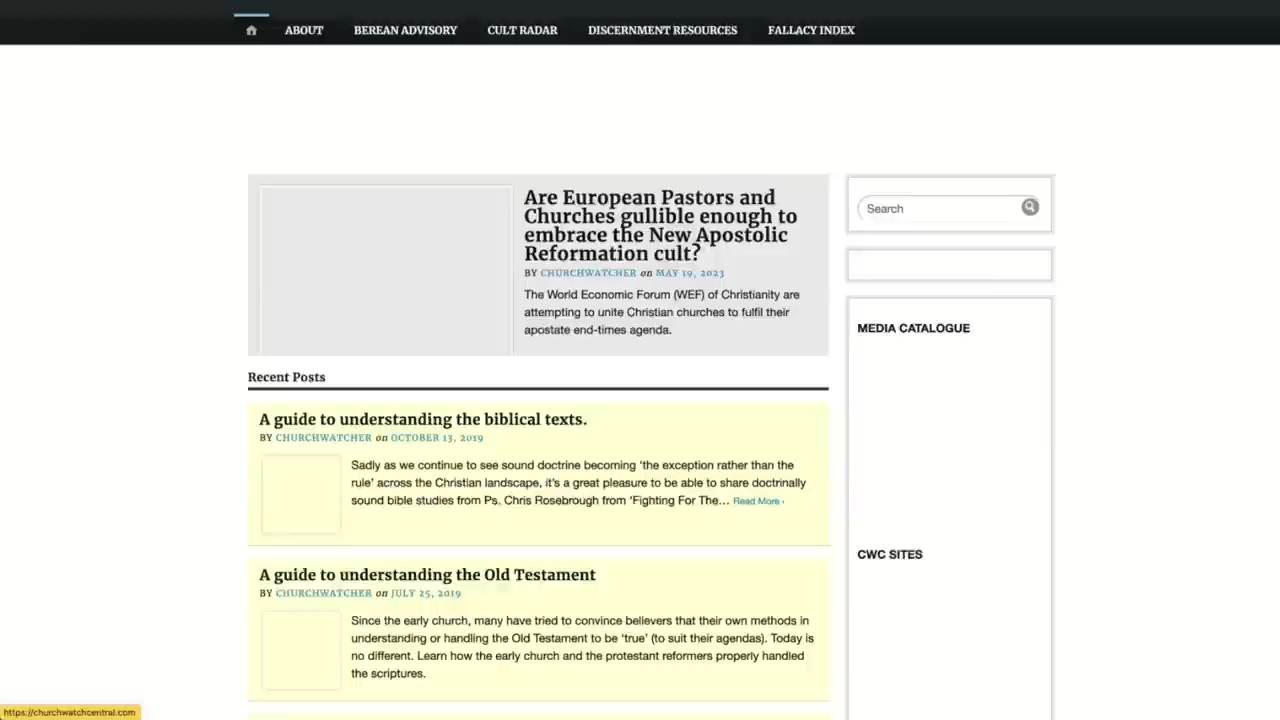 ABOUT BEREAN ADVISORY CULT RADAR DISCERNMENT RESOURCES FALLACY INDEX
Are European Pastors and
Churches gullible enough to
embrace the New Apostolic
Reformation cult?
BY CHURCHWATCHER on MAY 19, 2023
The World Economic Forum (WEF) of Christianity are
attempting to unite Christian churches to fulfil their
apostate end-times agenda.
Search
MEDIA CATALOGUE
CWC SITES
Recent Posts
A guide to understanding the biblical texts.
BY CHURCHWATCHER on OCTOBER 13, 2019
Sadly as we continue to see sound doctrine becoming ‘the exception rather than the
rule’ across the Christian landscape, it’s a great pleasure to be able to share doctrinally
sound bible studies from Ps. Chris Rosebrough from ‘Fighting For The... Read More ›
A guide to understanding the Old Testament
BY CHURCHWATCHER on JULY 25, 2019
Since the early church, many have tried to convince believers that their own methods in
understanding or handling the Old Testament to be ‘true’ (to suit their agendas). Today is
no different. Learn how the early church and the protestant reformers properly handled
the scriptures.
https://churchwatchcentral.com